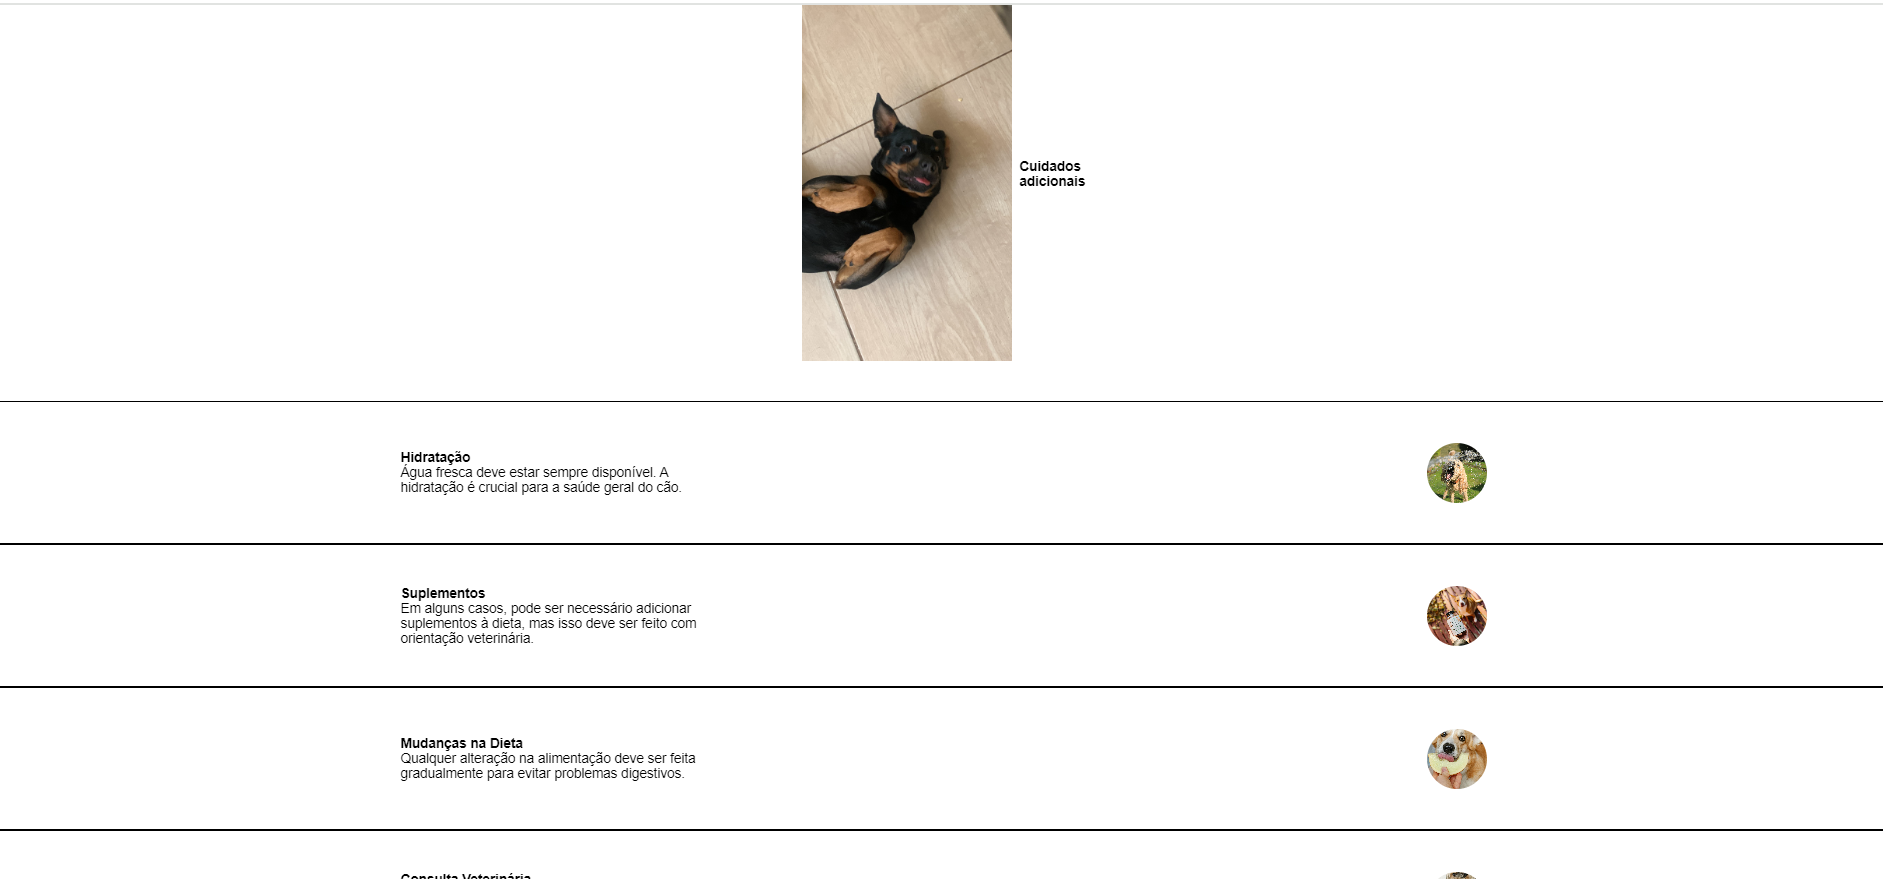 Cuidados
adicionais
Hidratação
Água fresca deve estar sempre disponível. A
hidratação é crucial para a saúde geral do cão.
Suplementos
Em alguns casos, pode ser necessário adicionar
suplementos à dieta, mas isso deve ser feito com
orientação veterinária.
Mudanças na Dieta
Qualquer alteração na alimentação deve ser feita
gradualmente para evitar problemas digestivos.
Consulta Veterinária